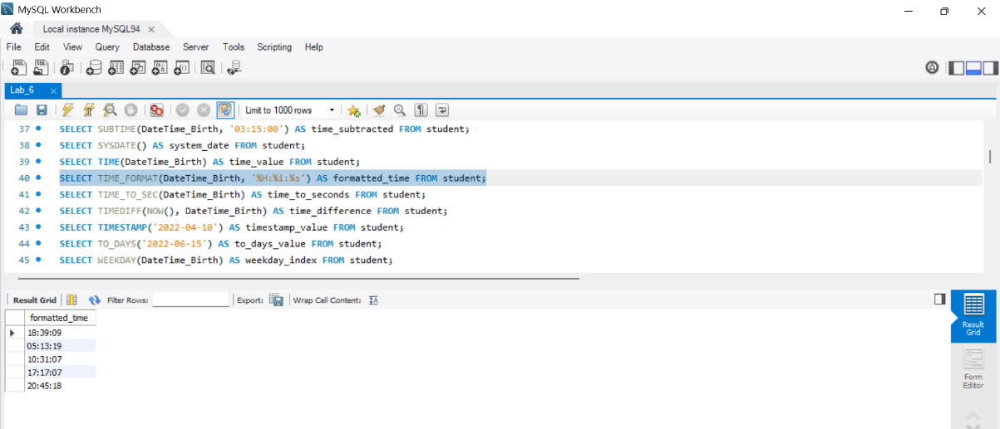 MySQL Workbench
Local instance MySQL94
File Edit View Query Database Server Tools Scripting Help
Lab_6
Limit to 1000 rows
37 SELECT SUBTIME(DateTime_Birth, '03:15:00') AS time_subtracted FROM student;
38 SELECT SYSDATE() AS system_date FROM student;
39 SELECT TIME(DateTime_Birth) AS time_value FROM student;
40 SELECT TIME_FORMAT(DateTime_Birth, '%H:%i:%s') AS formatted_time FROM student;
41 SELECT TIME_TO_SEC(DateTime_Birth) AS time_to_seconds FROM student;
42 SELECT TIMEDIFF(NOW(), DateTime_Birth) AS time_difference FROM student;
43 SELECT TIMESTAMP('2022-04-10') AS timestamp_value FROM student;
44 SELECT TO_DAYS('2022-06-15') AS to_days_value FROM student;
45 SELECT WEEKDAY(DateTime_Birth) AS weekday_index FROM student;
Result Grid Filter Rows: Export: Wrap Cell Content:
formatted_time
18:39:09
05:13:19
10:31:07
17:17:07
20:45:18
Result
Grid
Form
Editor